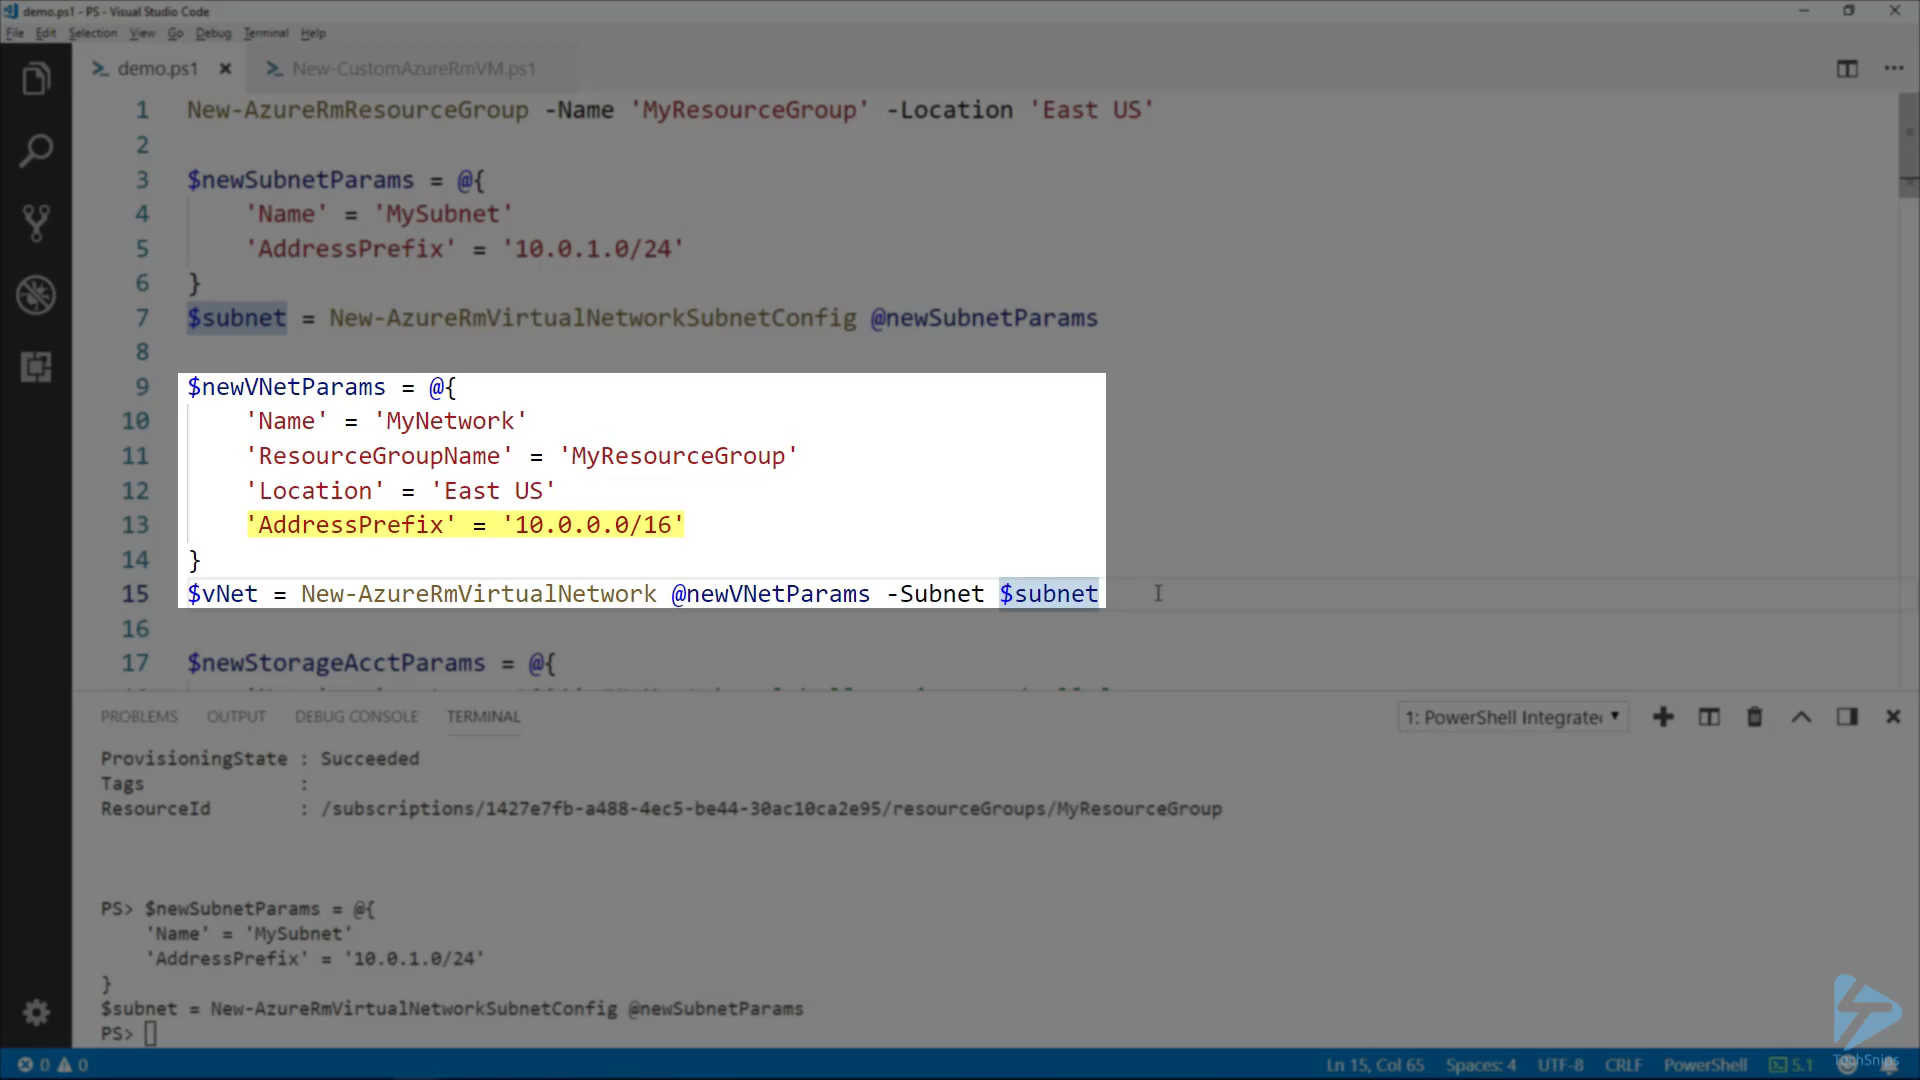 demo.ps1 - PS - Visual Studio Code
File Edit Selection View Go Debug Terminal Help
demo.ps1
New-CustomAzureRmVM.ps1
1 New-AzureRmResourceGroup -Name 'MyResourceGroup' -Location 'East US'
2
3 $newSubnetParams = @{
4 'Name' = 'MySubnet'
5 'AddressPrefix' = '10.0.1.0/24'
6 }
7 $subnet = New-AzureRmVirtualNetworkSubnetConfig @newSubnetParams
8
9 $newVNetParams = @{
10 'Name' = 'MyNetwork'
11 'ResourceGroupName' = 'MyResourceGroup'
12 'Location' = 'East US'
13 'AddressPrefix' = '10.0.0.0/16'
14 }
15 $vNet = New-AzureRmVirtualNetwork @newVNetParams -Subnet $subnet
16
17 $newStorageAcctParams = @{
PROBLEMS OUTPUT DEBUG CONSOLE TERMINAL
1: PowerShell Integrate
ProvisioningState : Succeeded
Tags :
ResourceId : /subscriptions/1427e7fb-a488-4ec5-be44-30ac10ca2e95/resourceGroups/MyResourceGroup
PS> $newSubnetParams = @{
'Name' = 'MySubnet'
'AddressPrefix' = '10.0.1.0/24'
}
$subnet = New-AzureRmVirtualNetworkSubnetConfig @newSubnetParams
PS>
0 0
Ln 15, Col 65 Spaces: 4 UTF-8 CRLF PowerShell 5.1
TechSnips